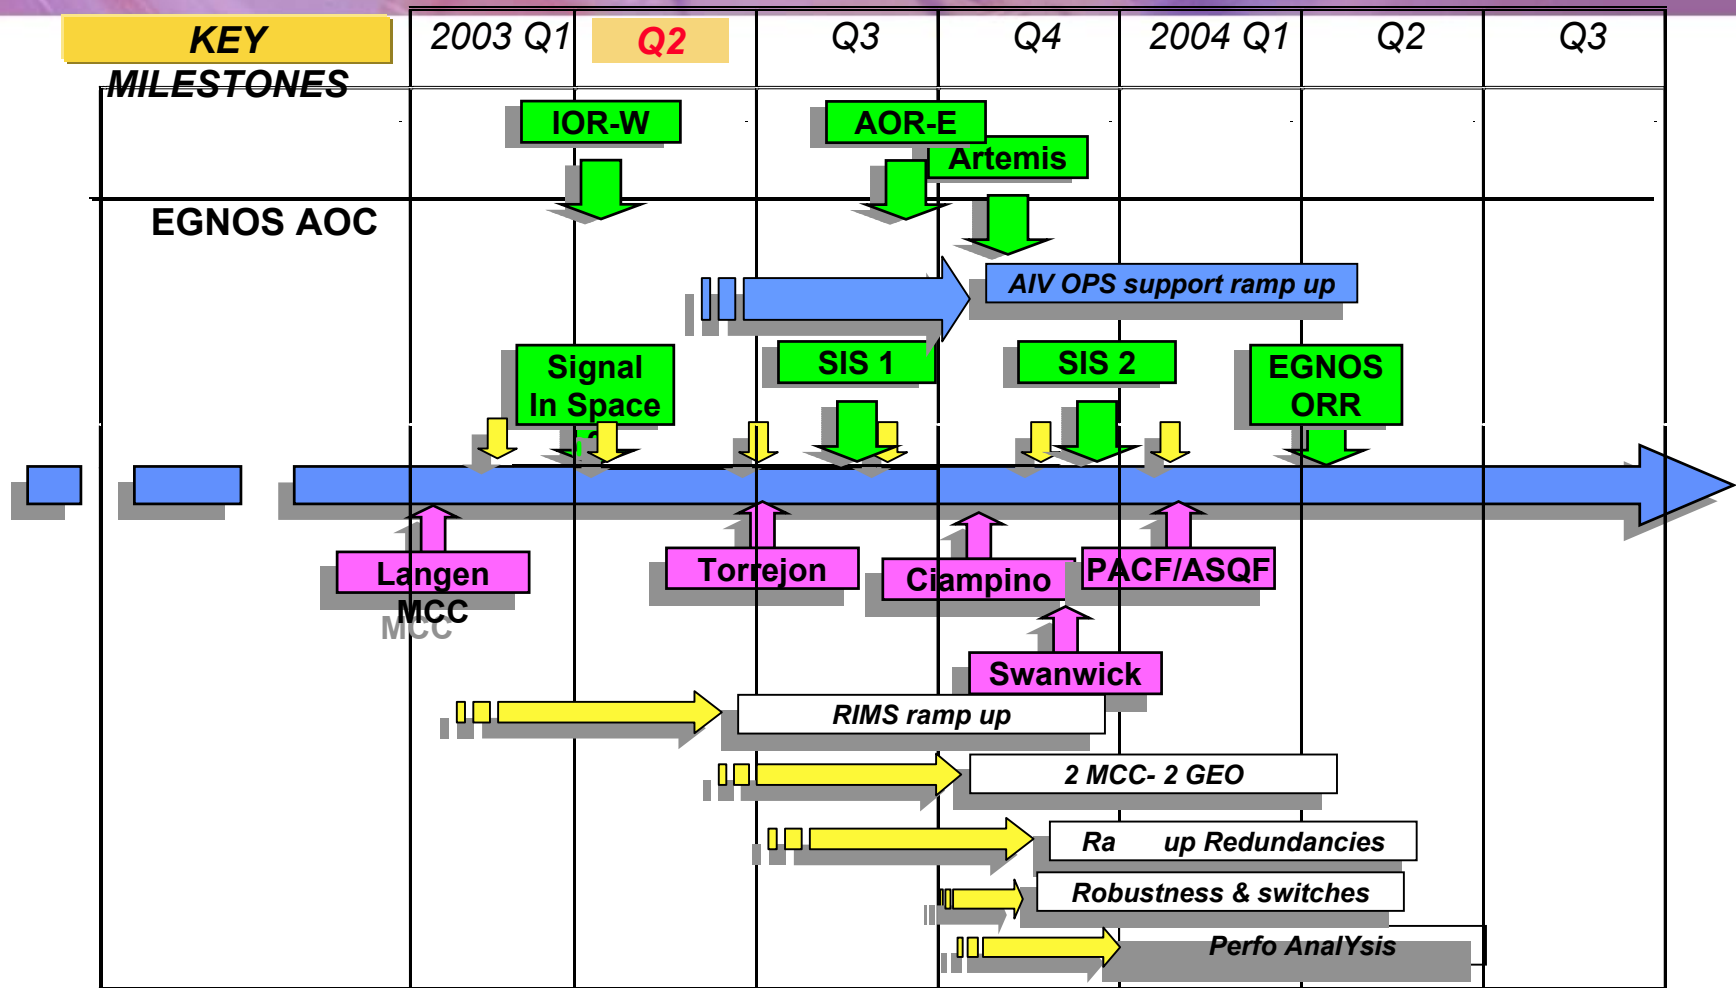 KEY
MILESTONES
2003 Q1
Q2
Q3
Q4
2004 Q1
Q2
Q3
IOR-W
AOR-E
Artemis
EGNOS AOC
AIV OPS support ramp up
Signal
In Space
SIS 1
SIS 2
EGNOS
ORR
Langen
MCC
Torrejon
Ciampino
PACF/ASQF
Swanwick
RIMS ramp up
2 MCC- 2 GEO
Ra up Redundancies
Robustness & switches
Perfo AnalYsis